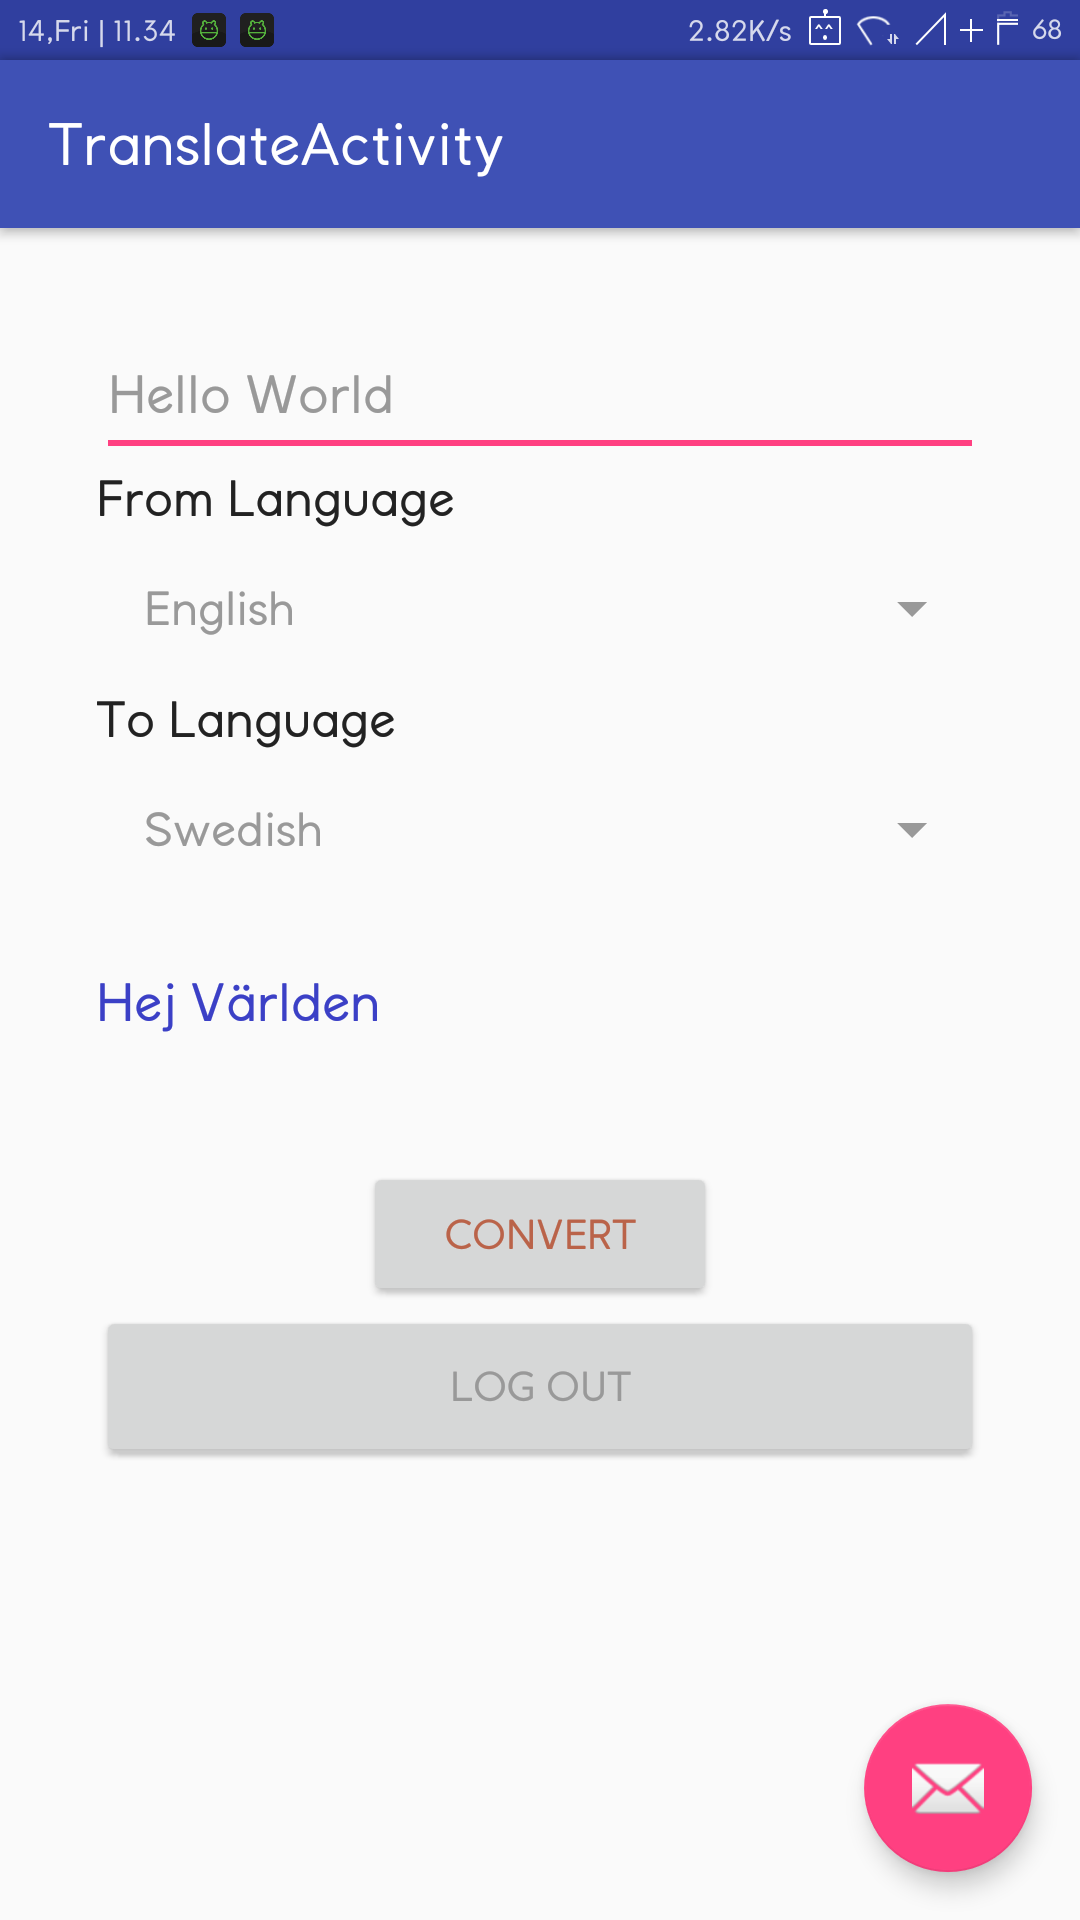 14,Fri | 11.34 2.82K/s 68
TranslateActivity
Hello World
From Language
English
To Language
Swedish
Hej Världen
CONVERT
LOG OUT